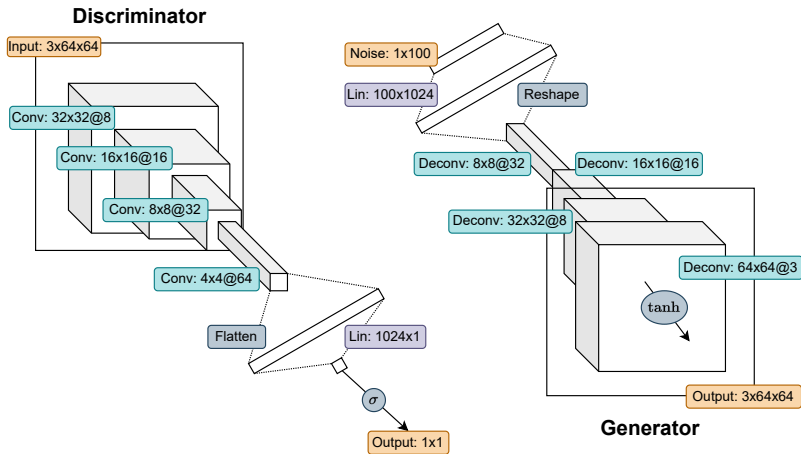 Discriminator
Input: 3x64x64
Conv: 32x32@8
Conv: 16x16@16
Conv: 8x8@32
Conv: 4x4@64
Flatten
Lin: 1024x1
σ
Output: 1x1
Noise: 1x100
Lin: 100x1024
Reshape
Deconv: 8x8@32
Deconv: 16x16@16
Deconv: 32x32@8
Deconv: 64x64@3
tanh
Output: 3x64x64
Generator